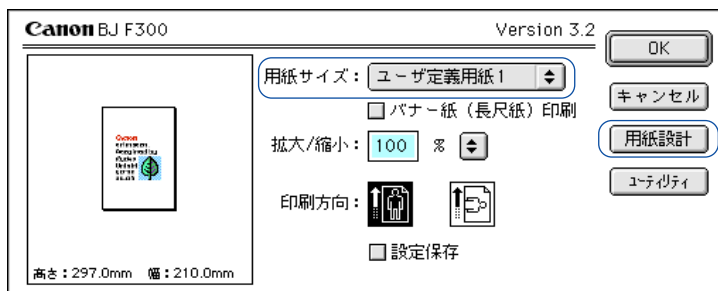 Canon BJ F300
Version 3.2
OK
用紙サイズ：ユーザ定義用紙1
キャンセル
バナー紙（長尺紙）印刷
用紙設計
拡大/縮小：100 %
ユーティリティ
印刷方向：
設定保存
Canon
高さ：297.0mm 幅：210.0mm